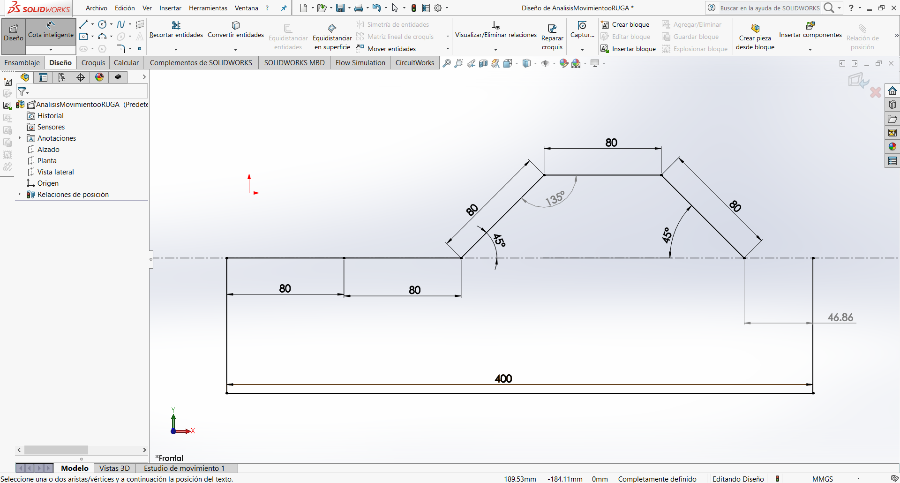 SOLIDWORKS Archivo Edición Ver Insertar Herramientas Ventana ? Diseño de AnalisisMovimientooRUGA * Buscar en la ayuda de SOLIDWORKS ?
Diseño Cota inteligente Recortar entidades Convertir entidades Equidistanciar entidades Equidistanciar en superficie Simetría de entidades Visualizar/Eliminar relaciones Reparar croquis Captur... Crear bloque Agregar/Eliminar Crear pieza desde bloque Insertar componentes Relación de posición
Matriz lineal de croquis Editar bloque Guardar bloque
Mover entidades Insertar bloque Explosionar bloque
Ensamblaje Diseño Croquis Calcular Complementos de SOLIDWORKS SOLIDWORKS MBD Flow Simulation CircuitWorks
AnalisisMovimientooRUGA (Predete
Historial
Sensores
Anotaciones
Alzado
Planta
Vista lateral
Origen
Relaciones de posición
80
80
135°
80
45°
45°
80
80
46.86
400
Y
X
*Frontal
Modelo Vistas 3D Estudio de movimiento 1
Seleccione una o dos aristas/vértices y a continuación la posición del texto. 189.53mm -184.11mm 0mm Completamente definido Editando Diseño MMGS